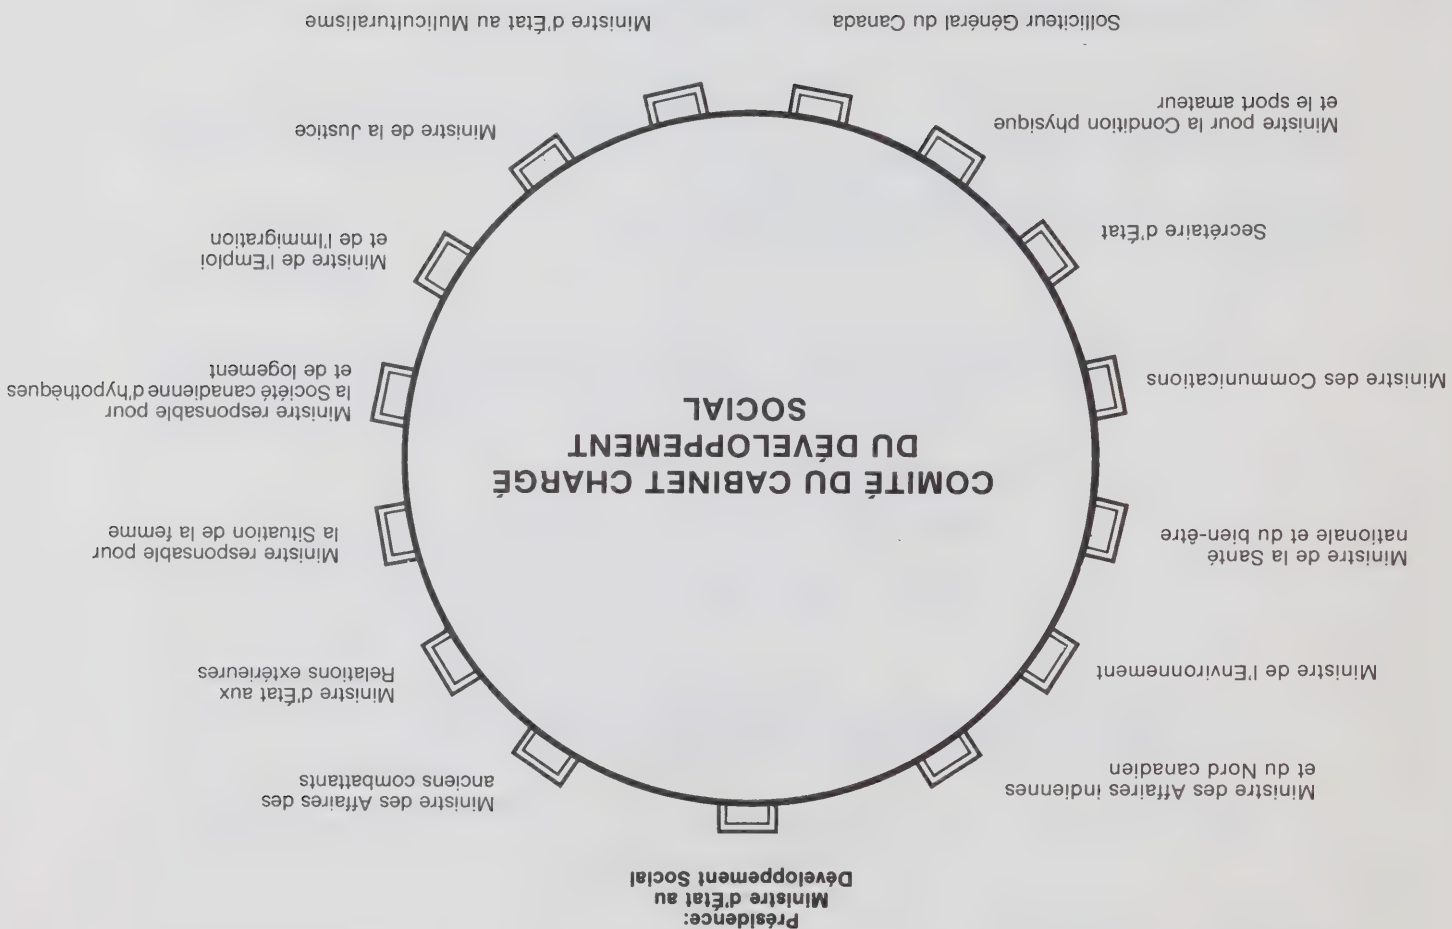 Présidence:
Ministre d'État au
Développement Social
Ministre des Affaires indiennes
et du Nord canadien
Ministre des Affaires des
anciens combattants
Ministre de l'Environnement
Ministre d'État aux
Relations extérieures
Ministre de la Santé
nationale et du bien-être
Ministre responsable pour
la Situation de la femme
COMITÉ DU CABINET CHARGÉ
DU DÉVELOPPEMENT
SOCIAL
Ministre des Communications
Ministre responsable pour
la Société canadienne d'hypothèques
et de logement
Secrétaire d'État
Ministre de l'Emploi
et de l'Immigration
Ministre pour la Condition physique
et le sport amateur
Ministre de la Justice
Solliciteur Général du Canada
Ministre d'État au Muliculturalisme